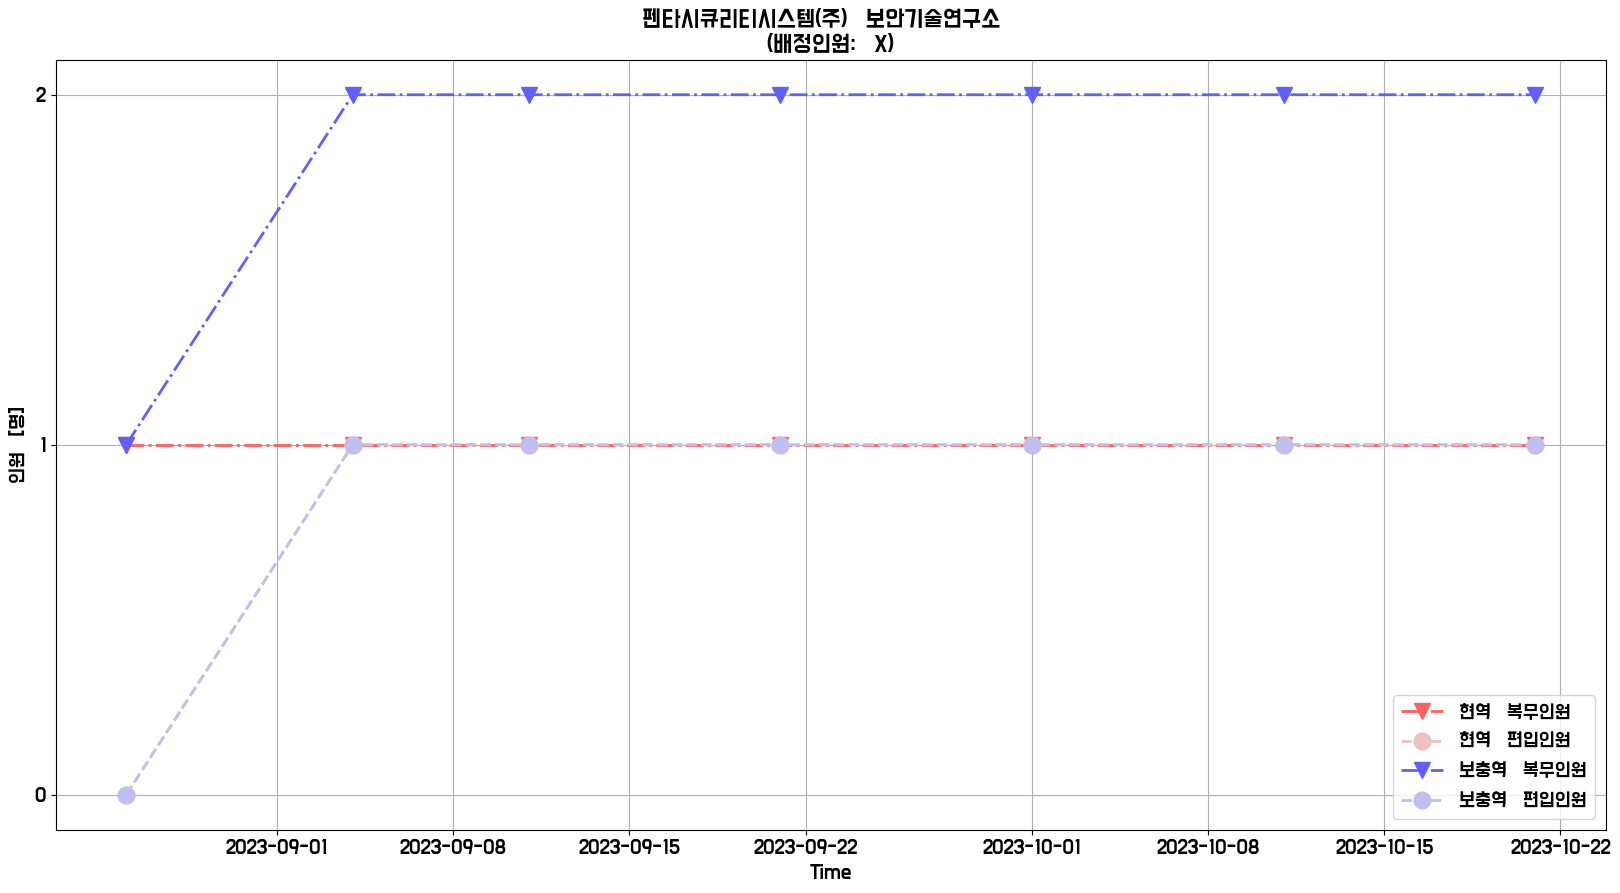 펜타시큐리티시스템(주) 보안기술연구소
(배정인원: X)
2
1
0
인원 [명]
현역 복무인원
현역 편입인원
보충역 복무인원
보충역 편입인원
2023-09-01 2023-09-08 2023-09-15 2023-09-22 2023-10-01 2023-10-08 2023-10-15 2023-10-22
Time